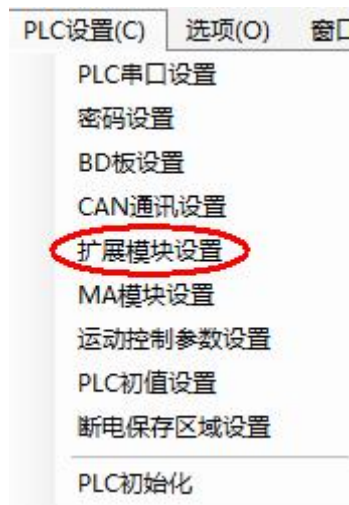 PLC设置(C) 选项(O) 窗口
PLC串口设置
密码设置
BD板设置
CAN通讯设置
扩展模块设置
MA模块设置
运动控制参数设置
PLC初值设置
断电保存区域设置
PLC初始化